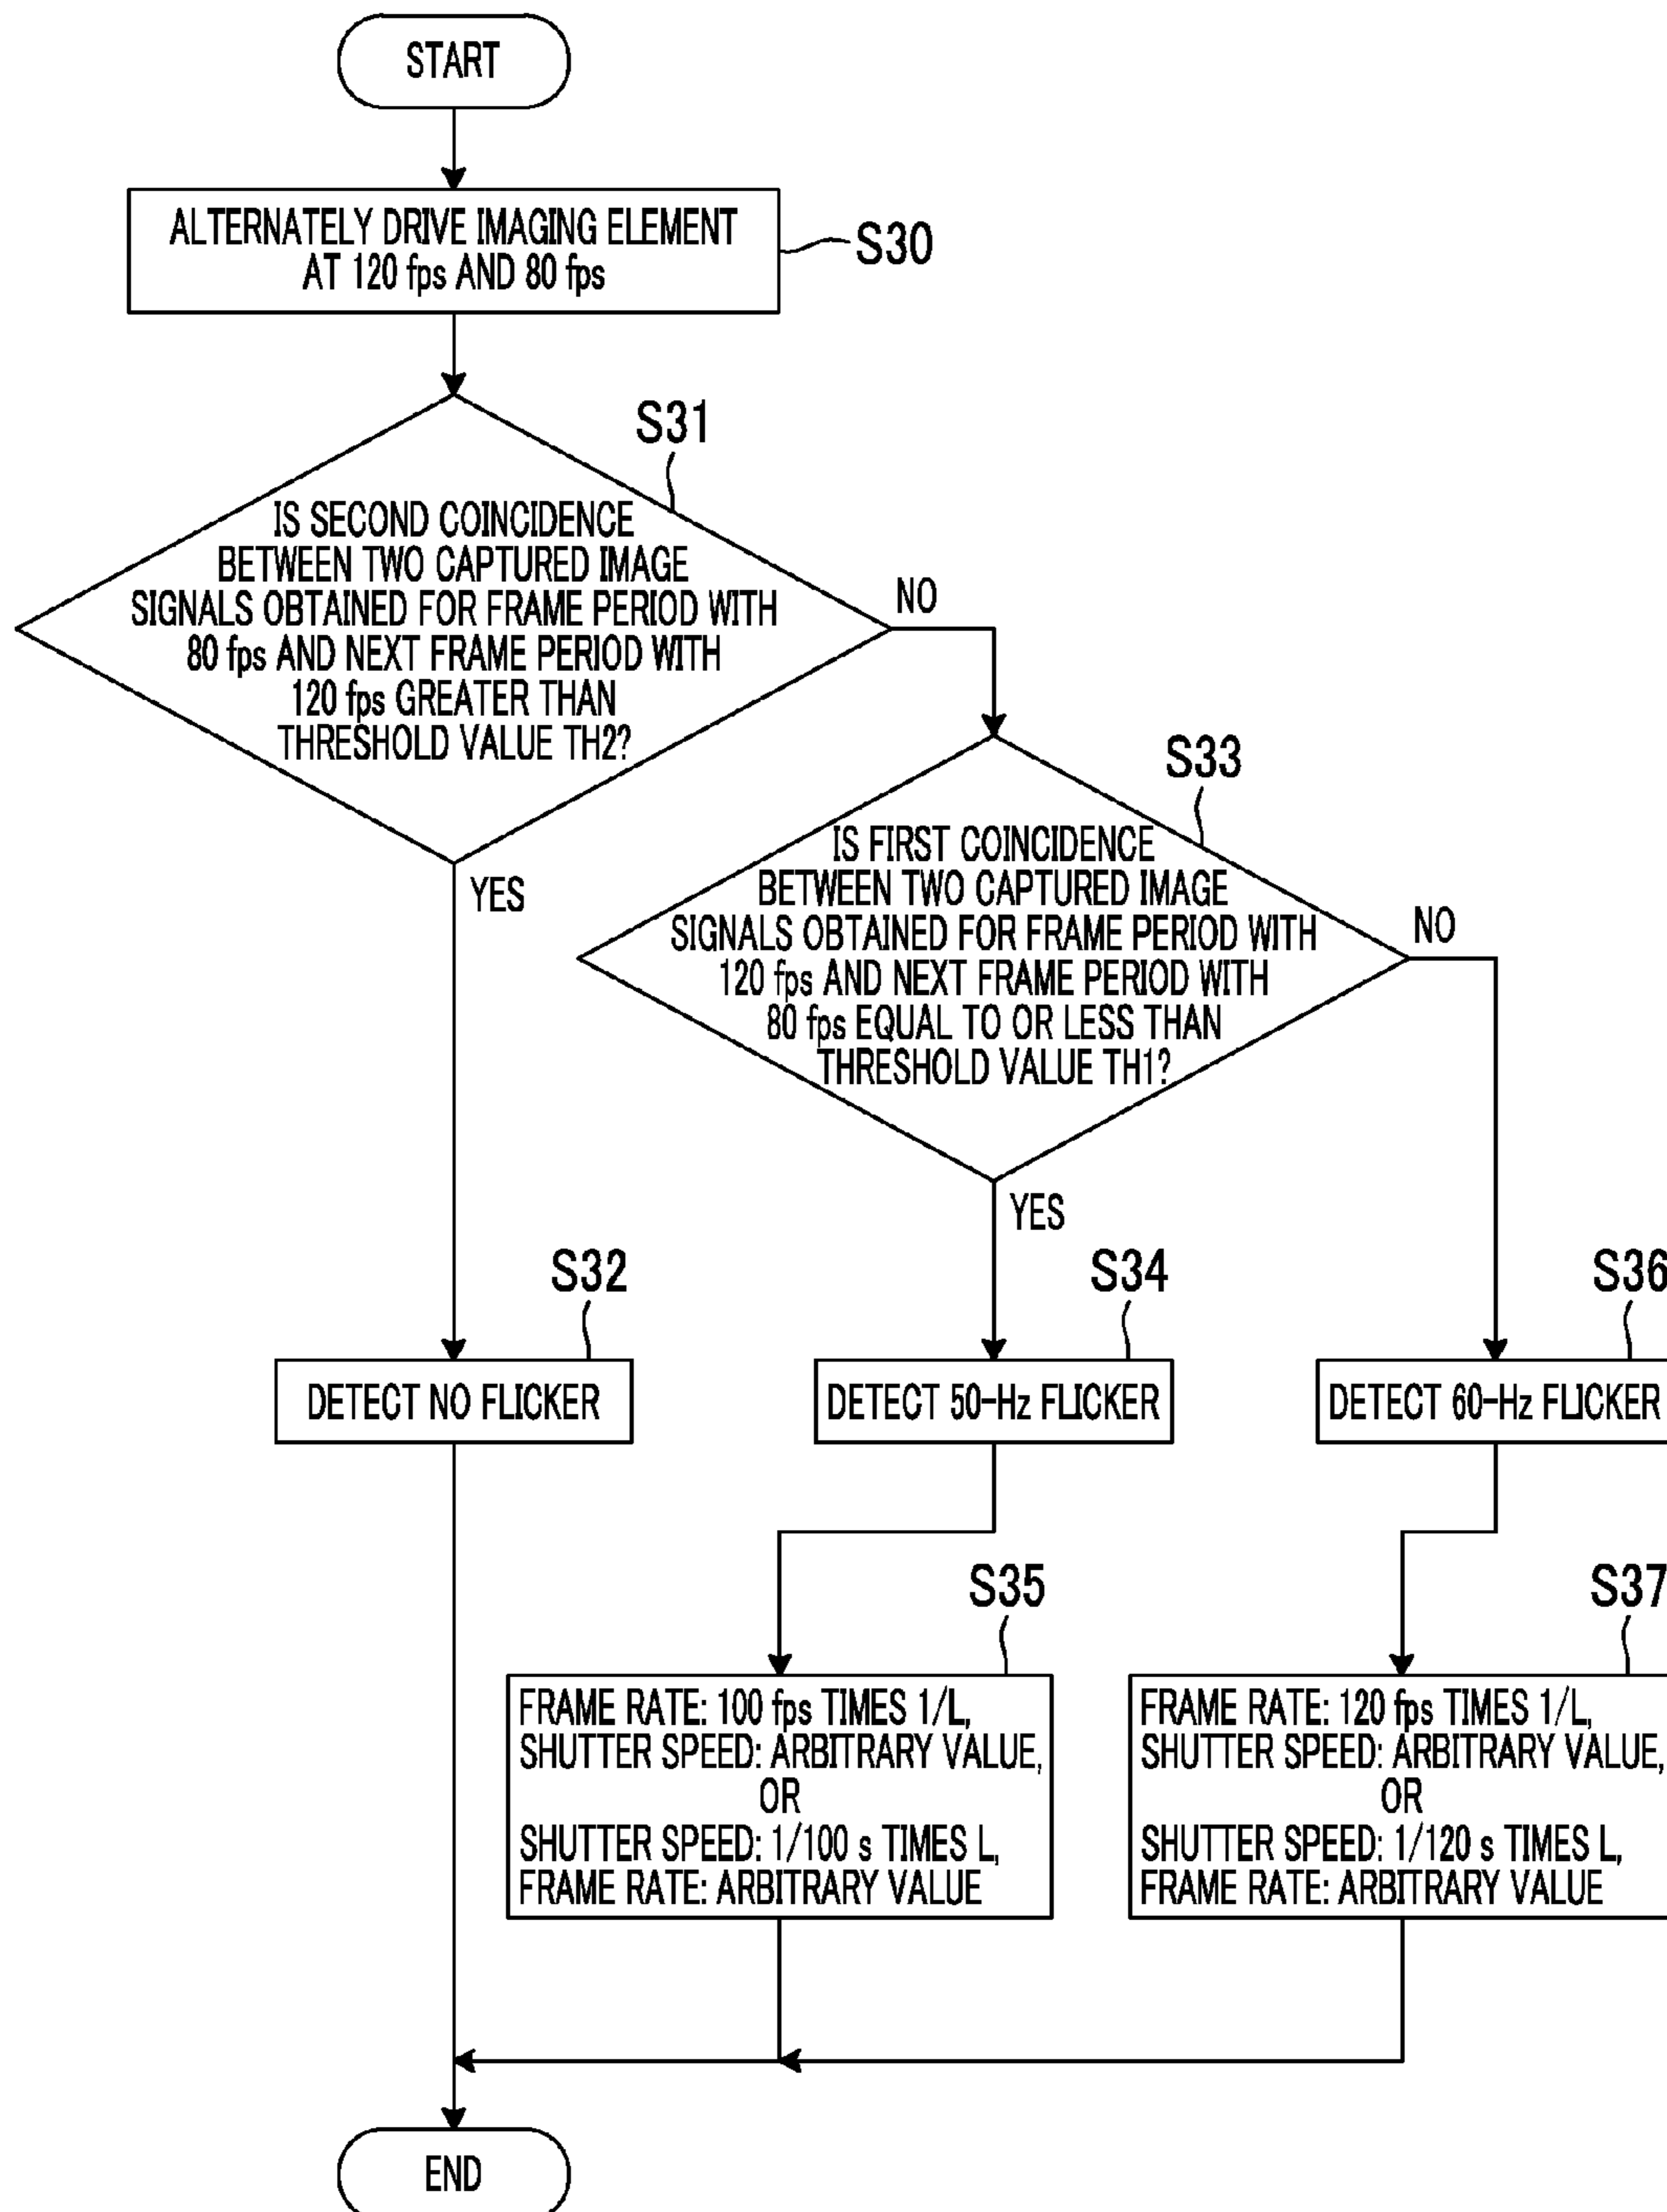 START
ALTERNATELY DRIVE IMAGING ELEMENT
AT 120 fps AND 80 fps
S30
S31
IS SECOND COINCIDENCE
BETWEEN TWO CAPTURED IMAGE
SIGNALS OBTAINED FOR FRAME PERIOD WITH
80 fps AND NEXT FRAME PERIOD WITH
120 fps GREATER THAN
THRESHOLD VALUE TH2?
NO
YES
S33
IS FIRST COINCIDENCE
BETWEEN TWO CAPTURED IMAGE
SIGNALS OBTAINED FOR FRAME PERIOD WITH
120 fps AND NEXT FRAME PERIOD WITH
80 fps EQUAL TO OR LESS THAN
THRESHOLD VALUE TH1?
NO
YES
S32
DETECT NO FLICKER
S34
DETECT 50-Hz FLICKER
S36
DETECT 60-Hz FLICKER
S35
FRAME RATE: 100 fps TIMES 1/L,
SHUTTER SPEED: ARBITRARY VALUE,
OR
SHUTTER SPEED: 1/100 s TIMES L,
FRAME RATE: ARBITRARY VALUE
S37
FRAME RATE: 120 fps TIMES 1/L,
SHUTTER SPEED: ARBITRARY VALUE,
OR
SHUTTER SPEED: 1/120 s TIMES L,
FRAME RATE: ARBITRARY VALUE
END